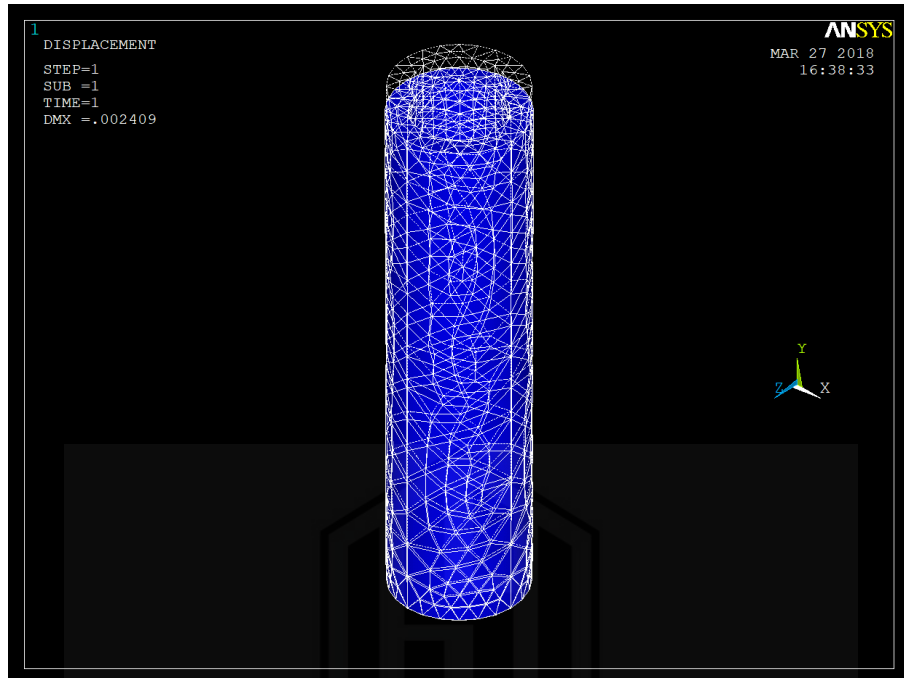 1
DISPLACEMENT
STEP=1
SUB =1
TIME=1
DMX =.002409
ANSYS
MAR 27 2018
16:38:33
Y
Z
X